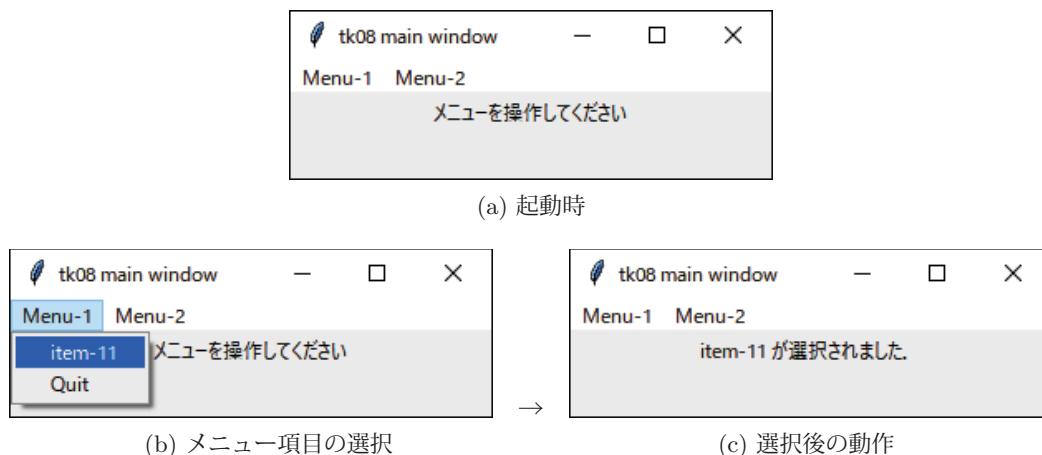 tk08 main window
Menu-1 Menu-2
メニューを操作してください
(a) 起動時
tk08 main window
Menu-1 Menu-2
item-11
メニューを操作してください
Quit
(b) メニュー項目の選択
→
tk08 main window
Menu-1 Menu-2
item-11 が選択されました.
(c) 選択後の動作